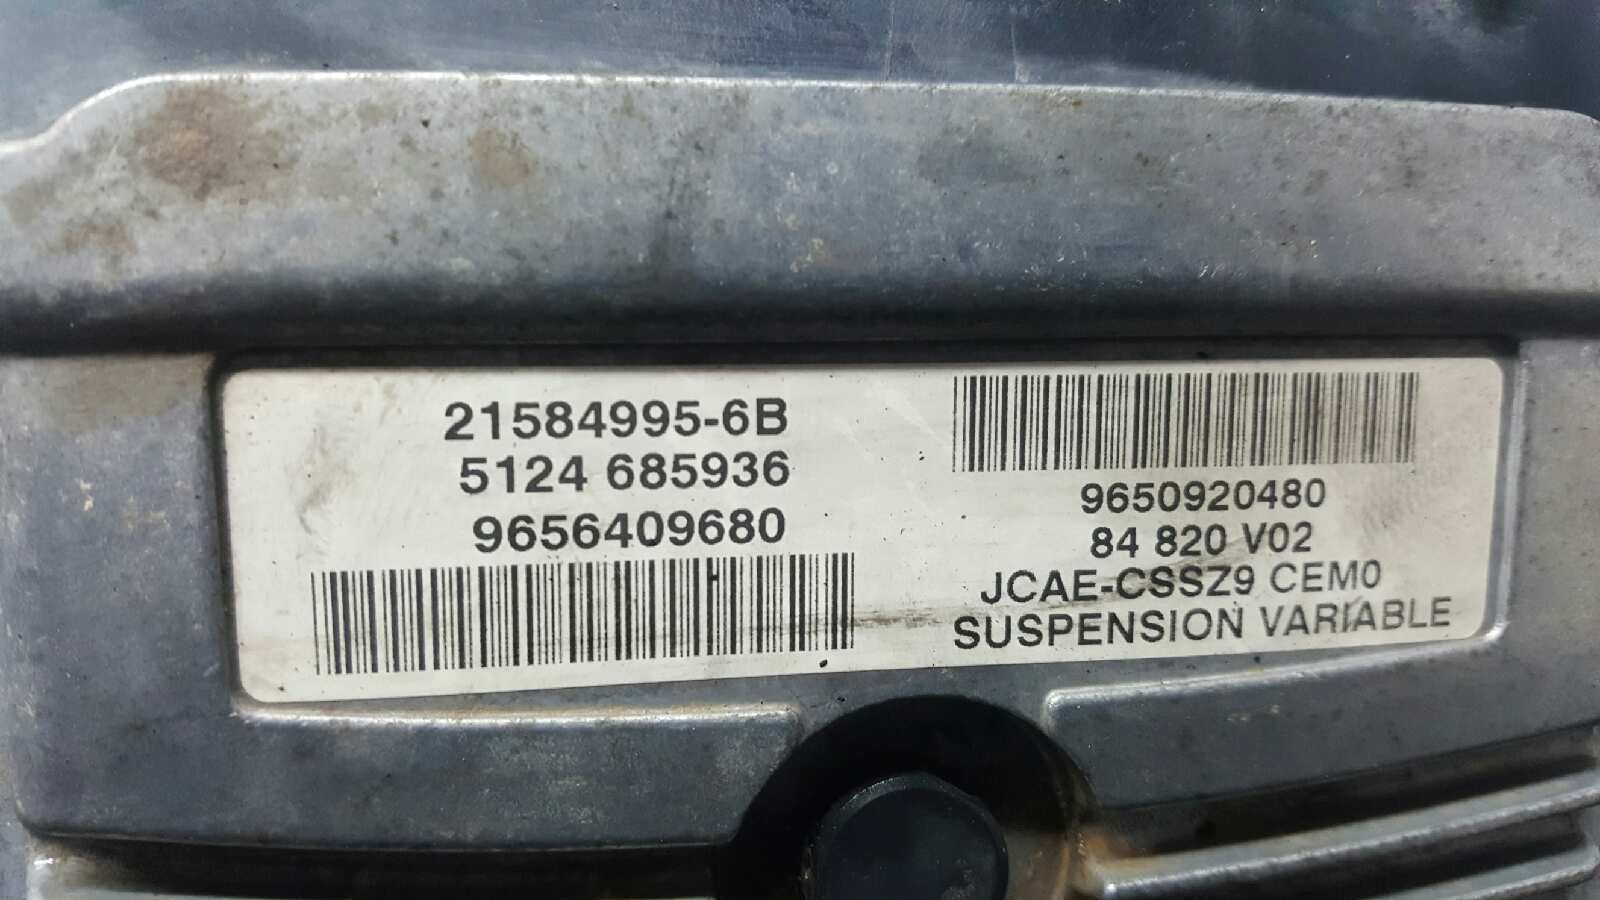 21584995-6B
5124 685936
9656409680
9650920480
84 820 V02
JCAE-CSSZ9 CEM0
SUSPENSION VARIABLE